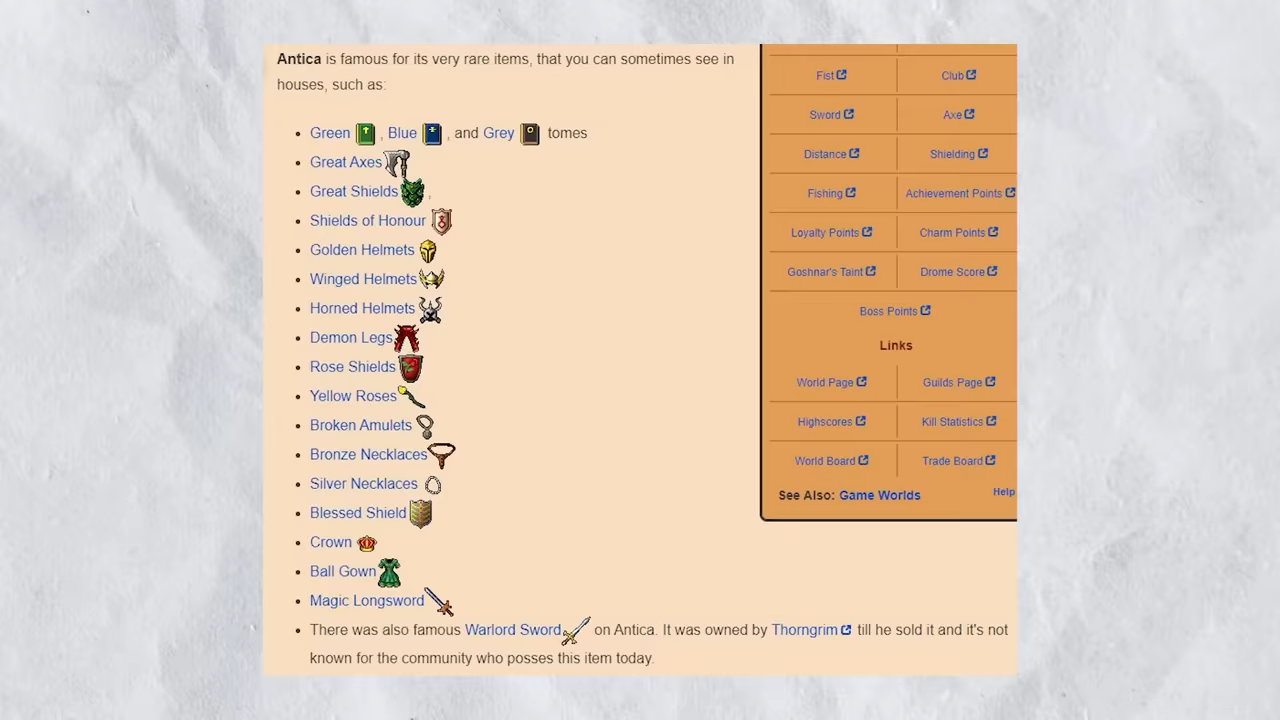 Antica is famous for its very rare items, that you can sometimes see in
houses, such as:
Green , Blue , and Grey tomes
Great Axes
Great Shields ,
Shields of Honour
Golden Helmets
Winged Helmets
Horned Helmets
Demon Legs
Rose Shields
Yellow Roses
Broken Amulets
Bronze Necklaces
Silver Necklaces
Blessed Shield
Crown
Ball Gown
Magic Longsword
There was also famous Warlord Sword on Antica. It was owned by Thorngrim till he sold it and it's not
known for the community who posses this item today.
Fist Club
Sword Axe
Distance Shielding
Fishing Achievement Points
Loyalty Points Charm Points
Goshnar's Taint Drome Score
Boss Points
Links
World Page Guilds Page
Highscores Kill Statistics
World Board Trade Board
See Also: Game Worlds Help